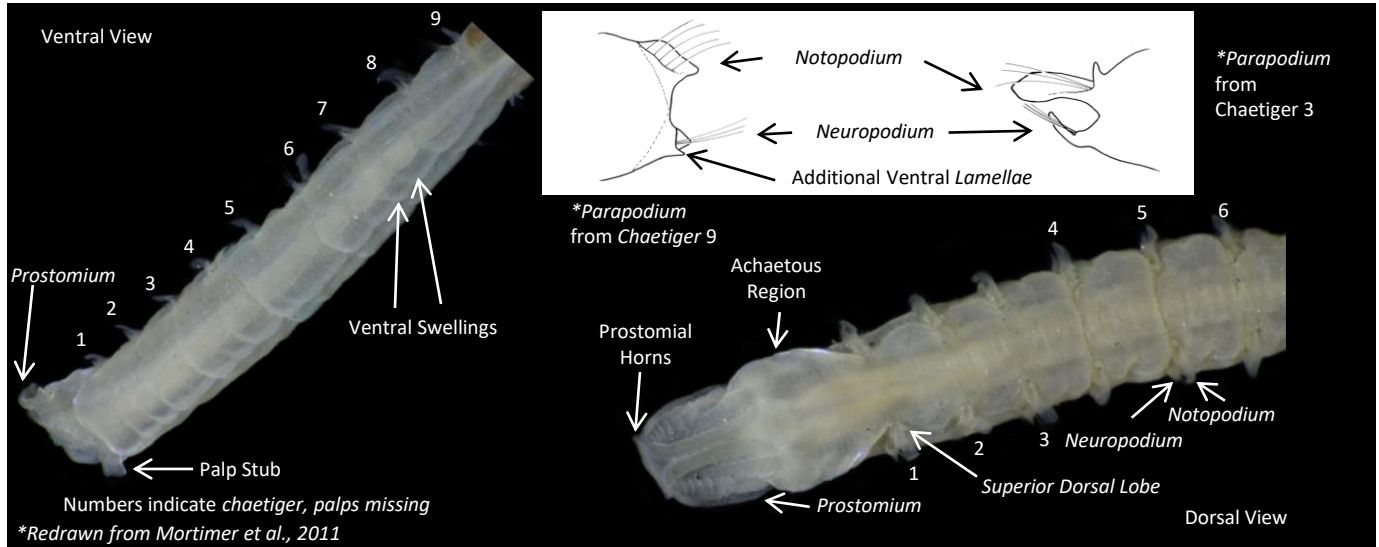 Ventral View
9
8
7
6
5
4
3
2
1
Prostomium
Ventral Swellings
Palp Stub
Numbers indicate chaetiger, palps missing
*Redrawn from Mortimer et al., 2011
Notopodium
Neuropodium
Additional Ventral Lamellae
*Parapodium
from
Chaetiger 3
*Parapodium
from Chaetiger 9
Achaetous
Region
Prostomial
Horns
4
5
6
1
2
3
Neuropodium
Notopodium
Superior Dorsal Lobe
Prostomium
Dorsal View